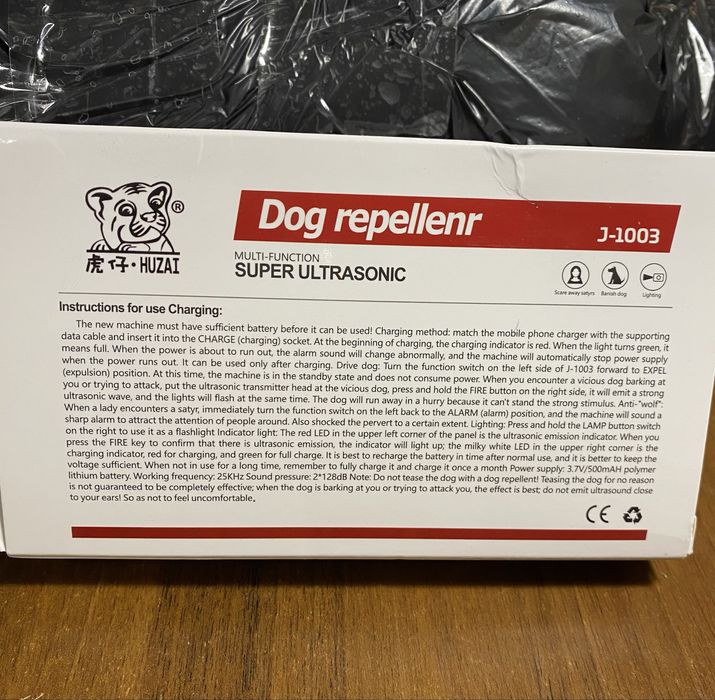 Dog repellenr
J-1003
®
虎仔·HUZAI
MULTI-FUNCTION
SUPER ULTRASONIC
Scare away satyrs
Banish dog
Lighting
Instructions for use Charging:
The new machine must have sufficient battery before it can be used! Charging method: match the mobile phone charger with the supporting
data cable and insert it into the CHARGE (charging) socket. At the beginning of charging, the charging indicator is red. When the light turns green, it
means full. When the power is about to run out, the alarm sound will change abnormally, and the machine will automatically stop power supply
when the power runs out. It can be used only after charging. Drive dog: Turn the function switch on the left side of J-1003 forward to EXPEL
(expulsion) position. At this time, the machine is in the standby state and does not consume power. When you encounter a vicious dog barking at
you or trying to attack, put the ultrasonic transmitter head at the vicious dog, press and hold the FIRE button on the right side, it will emit a strong
ultrasonic wave, and the lights will flash at the same time. The dog will run away in a hurry because it can't stand the strong stimulus. Anti-"wolf":
When a lady encounters a satyr, immediately turn the function switch on the left back to the ALARM (alarm) position, and the machine will sound a
sharp alarm to attract the attention of people around. Also shocked the pervert to a certain extent. Lighting: Press and hold the LAMP button switch
on the right to use it as a flashlight Indicator light: The red LED in the upper left corner of the panel is the ultrasonic emission indicator. When you
press the FIRE key to confirm that there is ultrasonic emission, the indicator will light up; the milky white LED in the upper right corner is the
charging indicator, red for charging, and green for full charge. It is best to recharge the battery in time after normal use, and it is better to keep the
voltage sufficient. When not in use for a long time, remember to fully charge it and charge it once a month Power supply: 3.7V/500mAH polymer
lithium battery. Working frequency: 25KHz Sound pressure: 2*128dB Note: Do not tease the dog with a dog repellent! Teasing the dog for no reason
is not guaranteed to be completely effective; when the dog is barking at you or trying to attack you, the effect is best; do not emit ultrasound close
to your ears! So as not to feel uncomfortable.
CE